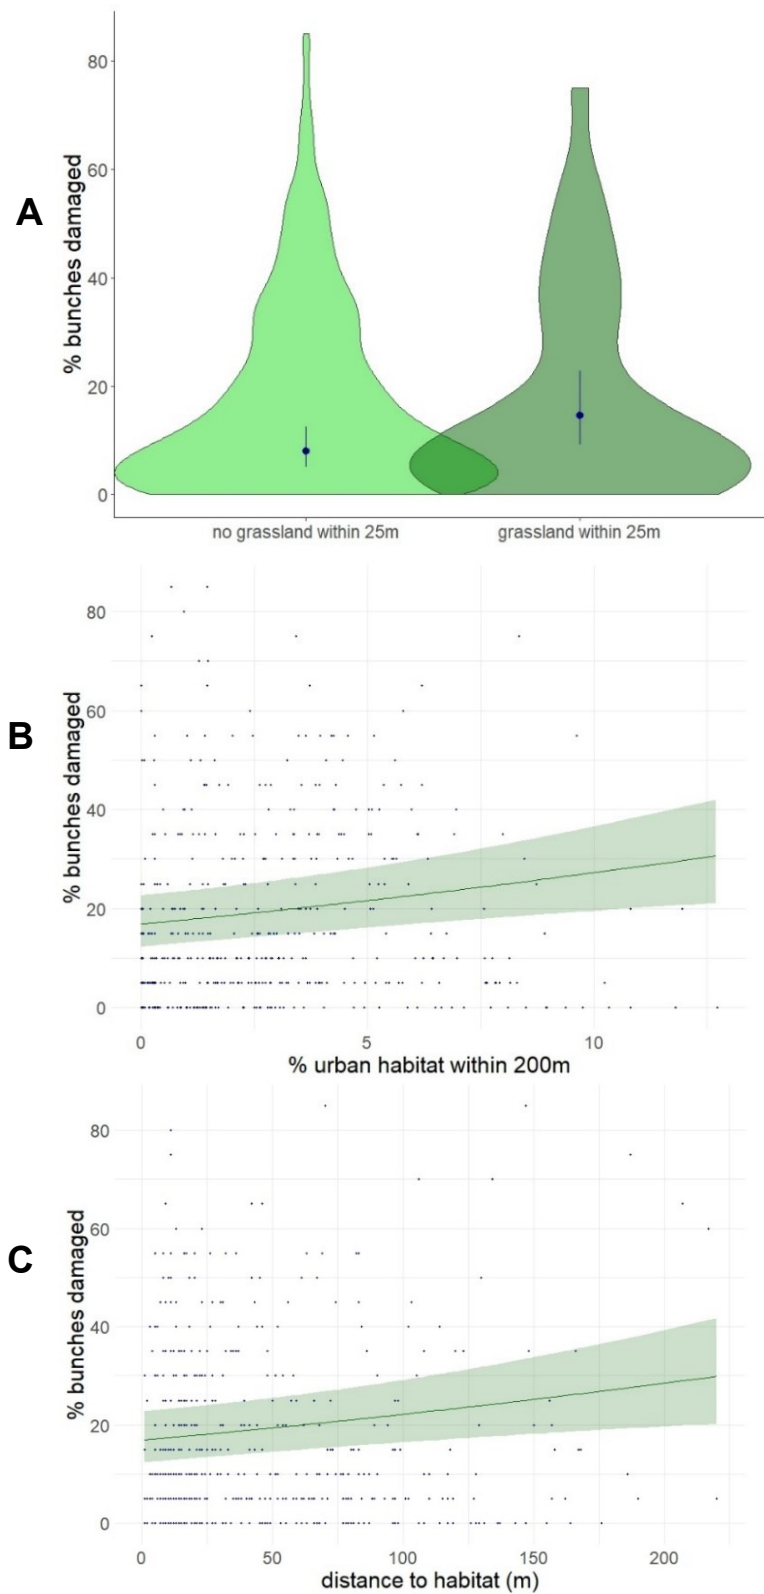 A
% bunches damaged
80
60
40
20
0
no grassland within 25m
grassland within 25m
B
% bunches damaged
80
60
40
20
0
0
5
10
% urban habitat within 200m
C
% bunches damaged
80
60
40
20
0
0
50
100
150
200
distance to habitat (m)